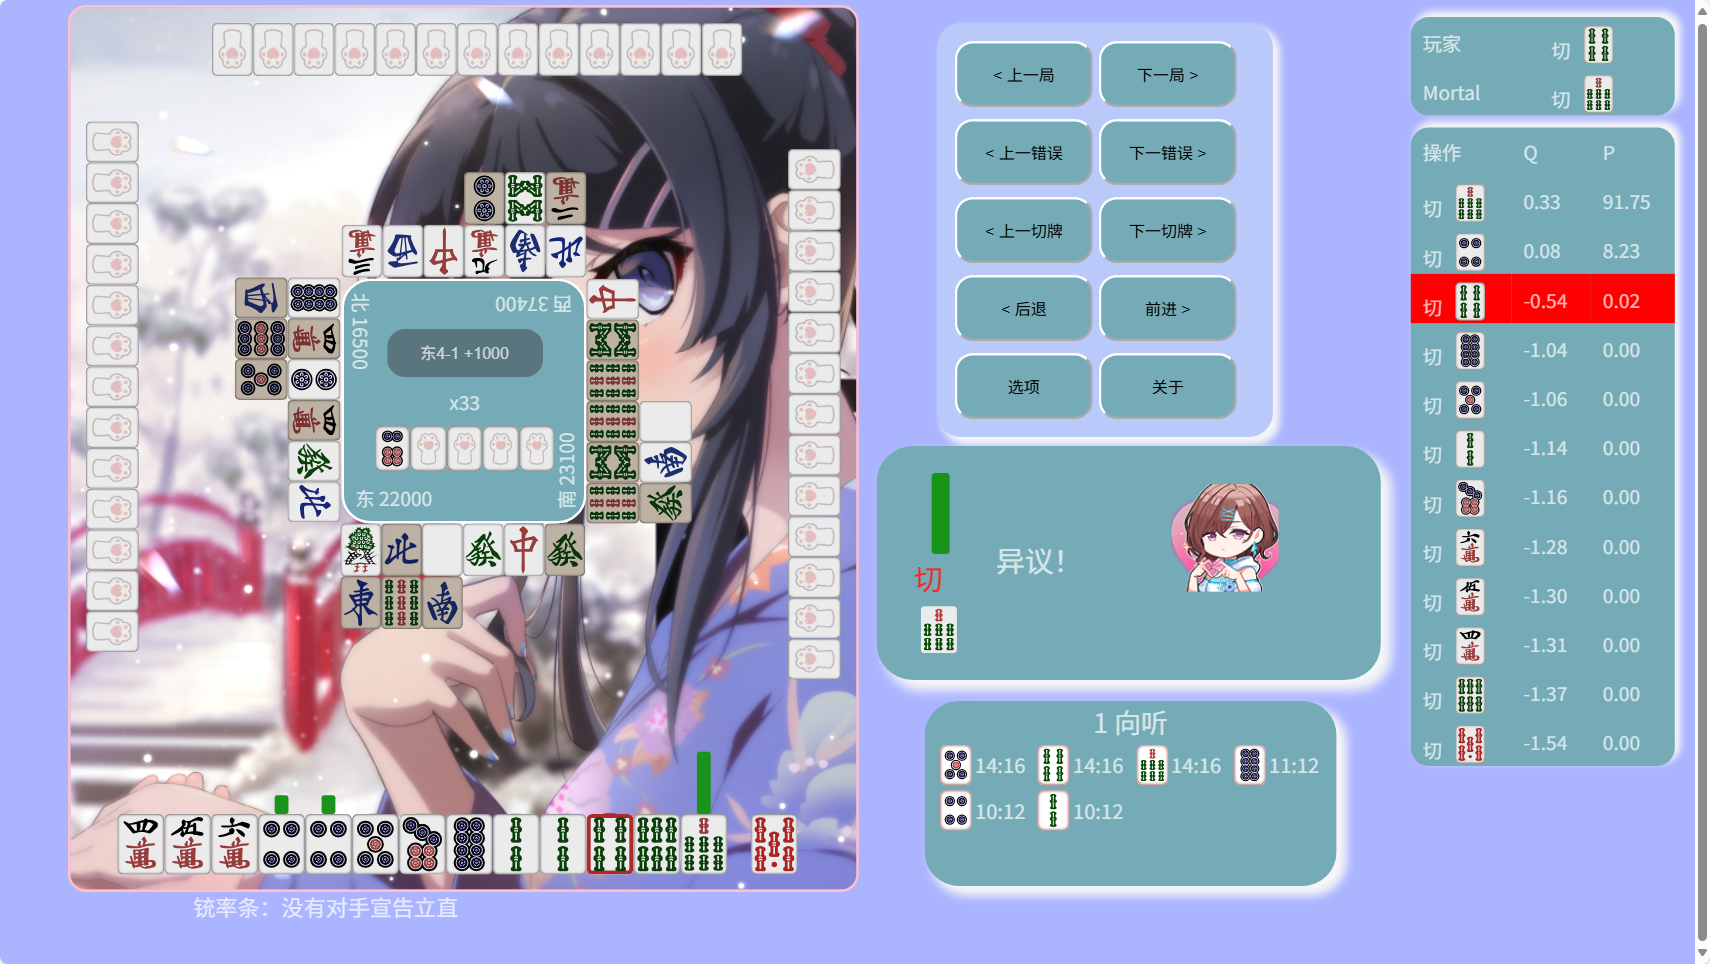 西 37400
北 16500
东4-1 +1000
x33
南 23100
东 22000
铳率条：没有对手宣告立直
< 上一局
下一局 >
< 上一错误
下一错误 >
< 上一切牌
下一切牌 >
< 后退
前进 >
选项
关于
切
异议！
1 向听
14:16
14:16
14:16
11:12
10:12
10:12
玩家 切
Mortal 切
操作 Q P
切 0.33 91.75
切 0.08 8.23
切 -0.54 0.02
切 -1.04 0.00
切 -1.06 0.00
切 -1.14 0.00
切 -1.16 0.00
切 -1.28 0.00
切 -1.30 0.00
切 -1.31 0.00
切 -1.37 0.00
切 -1.54 0.00